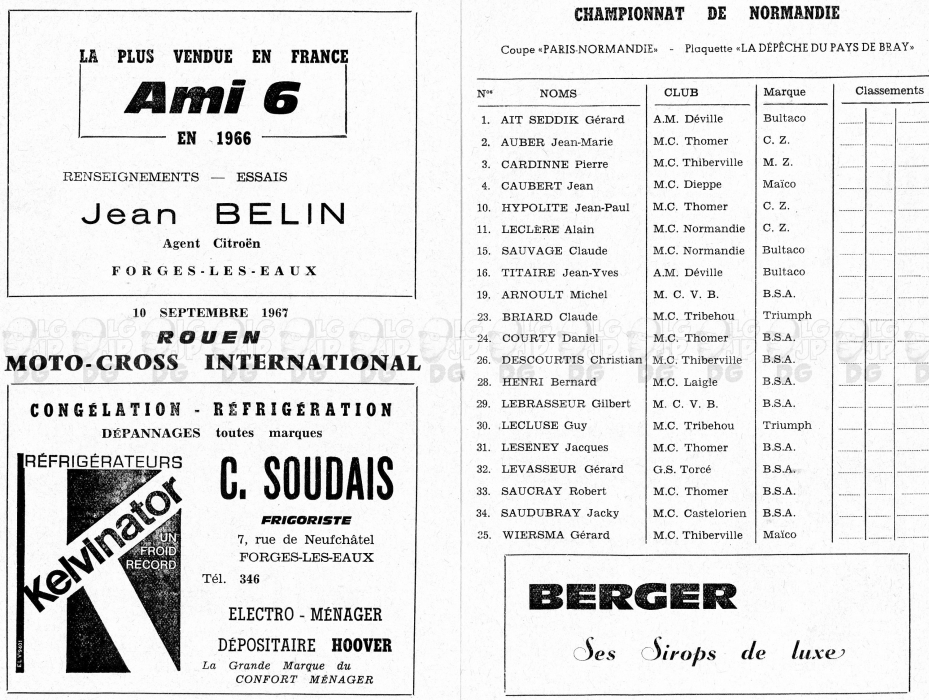 LA PLUS VENDUE EN FRANCE
Ami 6
EN 1966
RENSEIGNEMENTS — ESSAIS
Jean BELIN
Agent Citroën
FORGES-LES-EAUX
10 SEPTEMBRE 1967
ROUEN
MOTO-CROSS INTERNATIONAL
CONGÉLATION - RÉFRIGÉRATION
DÉPANNAGES toutes marques
RÉFRIGÉRATEURS
Kelvinator
UN
FROID
RECORD
C. SOUDAIS
FRIGORISTE
7, rue de Neufchâtel
FORGES-LES-EAUX
Tél. 346
ELECTRO - MÉNAGER
DÉPOSITAIRE HOOVER
La Grande Marque du
CONFORT MÉNAGER
CHAMPIONNAT DE NORMANDIE
Coupe «PARIS-NORMANDIE» - Plaquette «LA DÉPÊCHE DU PAYS DE BRAY»
Nos NOMS CLUB Marque Classements
1. AIT SEDDIK Gérard A.M. Déville Bultaco
2. AUBER Jean-Marie M.C. Thomer C. Z.
3. CARDINNE Pierre M.C. Thiberville M. Z.
4. CAUBERT Jean M.C. Dieppe Maïco
10. HYPOLITE Jean-Paul M.C. Thomer C. Z.
11. LECLÈRE Alain M.C. Normandie C. Z.
15. SAUVAGE Claude M.C. Normandie Bultaco
16. TITAIRE Jean-Yves A.M. Déville Bultaco
19. ARNOULT Michel M. C. V. B. B.S.A.
23. BRIARD Claude M.C. Tribehou Triumph
24. COURTY Daniel M.C. Thomer B.S.A.
26. DESCOURTIS Christian M.C. Thiberville B.S.A.
28. HENRI Bernard M.C. Laigle B.S.A.
29. LEBRASSEUR Gilbert M. C. V. B. B.S.A.
30. LECLUSE Guy M.C. Tribehou Triumph
31. LESENEY Jacques M.C. Thomer B.S.A.
32. LEVASSEUR Gérard G.S. Torcé B.S.A.
33. SAUCRAY Robert M.C. Thomer B.S.A.
34. SAUDUBRAY Jacky M.C. Castelorien B.S.A.
25. WIERSMA Gérard M.C. Thiberville Maïco
BERGER
Ses Sirops de luxe